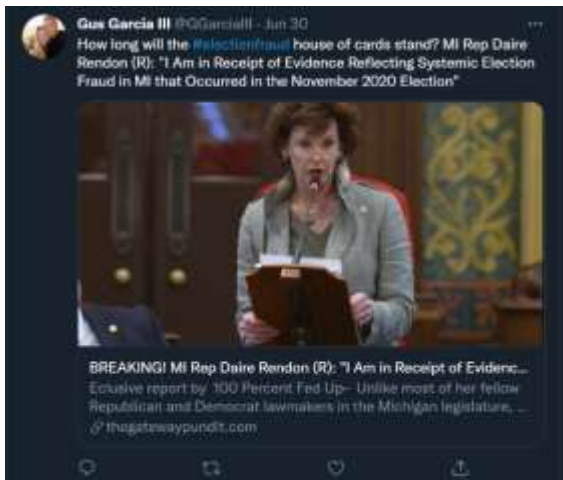 Gus Garcia III @GGarciaIII · Jun 30
How long will the #electionfraud house of cards stand? MI Rep Daire
Rendon (R): "I Am in Receipt of Evidence Reflecting Systemic Election
Fraud in MI that Occurred in the November 2020 Election"
BREAKING! MI Rep Daire Rendon (R): "I Am in Receipt of Evidenc...
Eclusive report by 100 Percent Fed Up– Unlike most of her fellow
Republican and Democrat lawmakers in the Michigan legislature, ...
thegatewaypundit.com